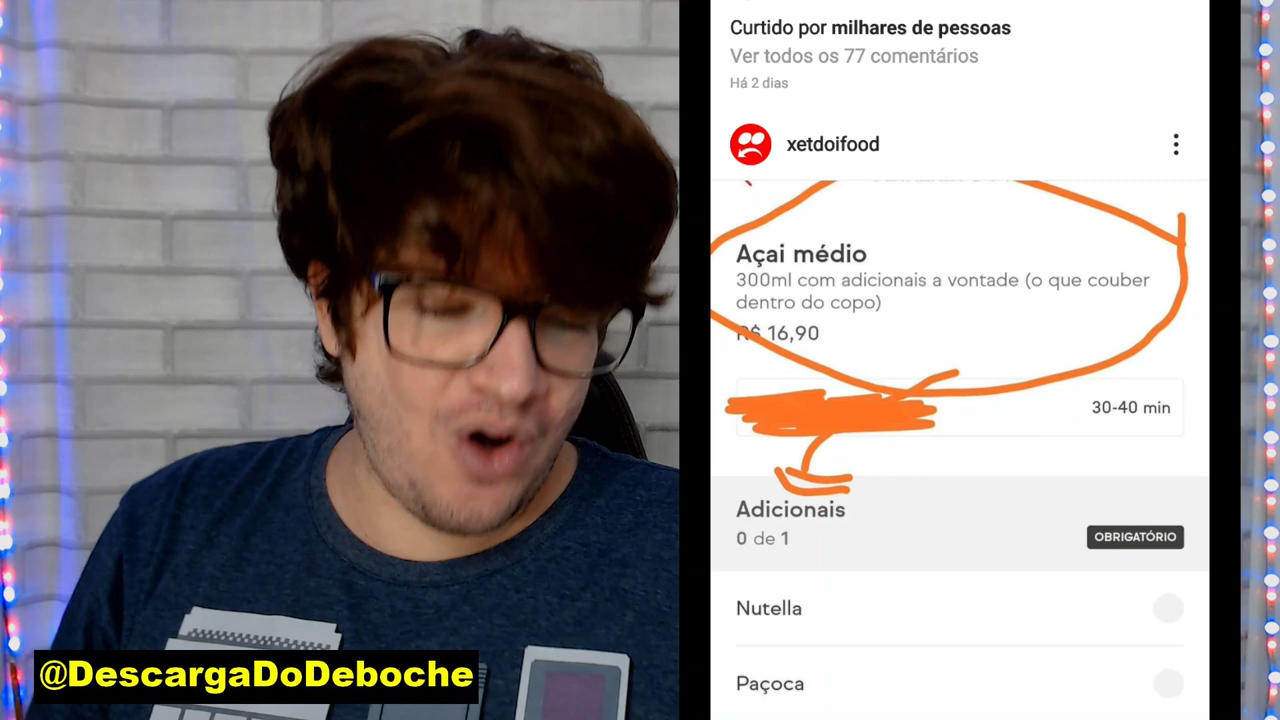 Curtido por milhares de pessoas
Ver todos os 77 comentários
Há 2 dias
xetdoifood
Açai médio
300ml com adicionais a vontade (o que couber
dentro do copo)
R$ 16,90
30-40 min
Adicionais
0 de 1
OBRIGATÓRIO
Nutella
Paçoca
@DescargaDoDeboche